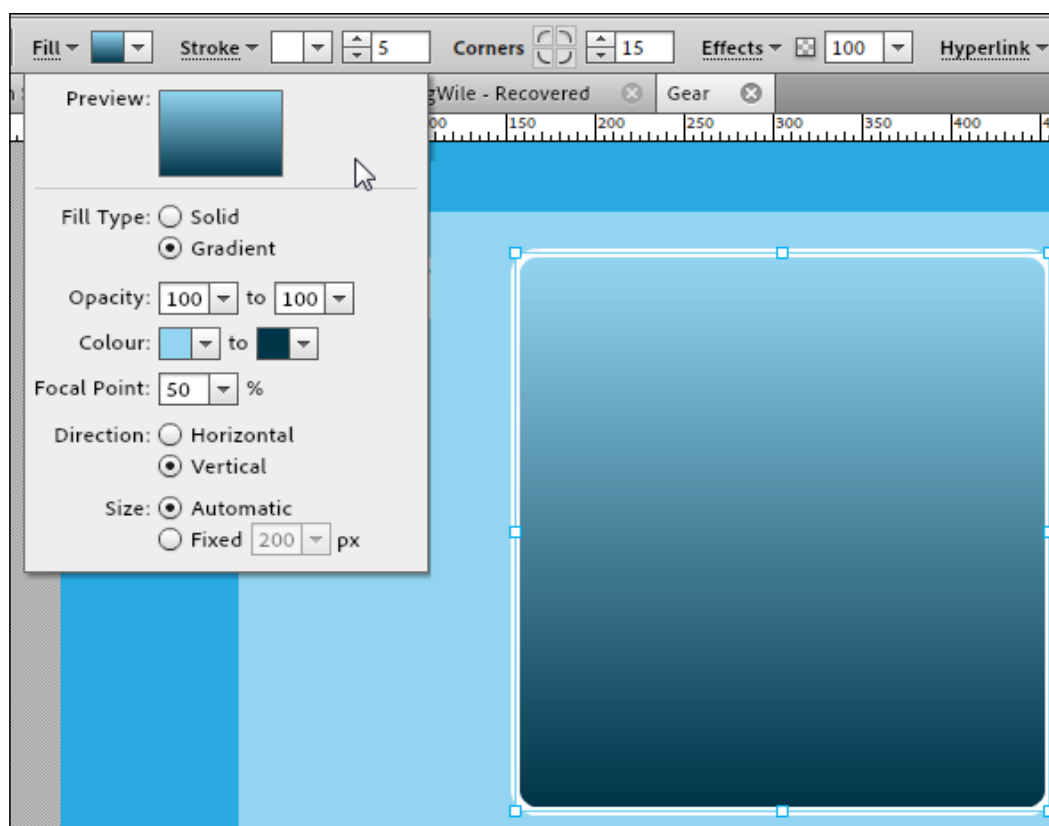 Fill Stroke 5 Corners 15 Effects 100 Hyperlink
gWile - Recovered Gear
150 200 250 300 350 400
Preview:
Fill Type: Solid
Gradient
Opacity: 100 to 100
Colour: to
Focal Point: 50 %
Direction: Horizontal
Vertical
Size: Automatic
Fixed 200 px